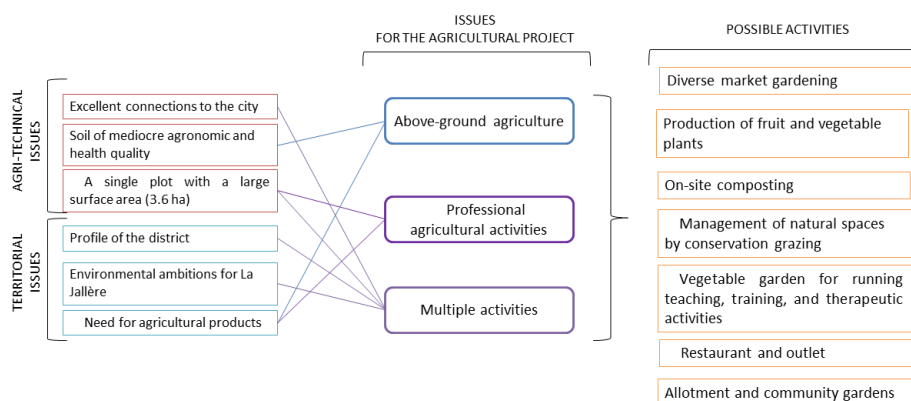 ISSUES
FOR THE AGRICULTURAL PROJECT
POSSIBLE ACTIVITIES
AGRI-TECHNICAL
ISSUES
Excellent connections to the city
Soil of mediocre agronomic and
health quality
A single plot with a large
surface area (3.6 ha)
TERRITORIAL
ISSUES
Profile of the district
Environmental ambitions for La
Jallère
Need for agricultural products
Above-ground agriculture
Professional
agricultural activities
Multiple activities
Diverse market gardening
Production of fruit and vegetable
plants
On-site composting
Management of natural spaces
by conservation grazing
Vegetable garden for running
teaching, training, and therapeutic
activities
Restaurant and outlet
Allotment and community gardens